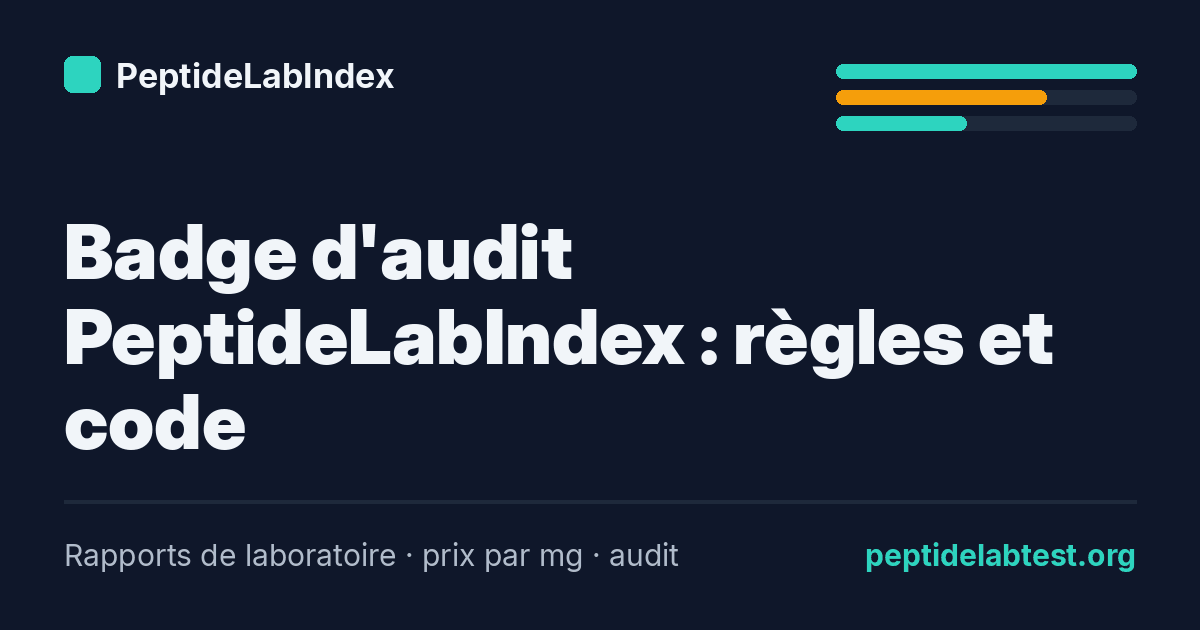 PeptideLabIndex
Badge d'audit
PeptideLabIndex : règles et
code
Rapports de laboratoire · prix par mg · audit
peptidelabtest.org